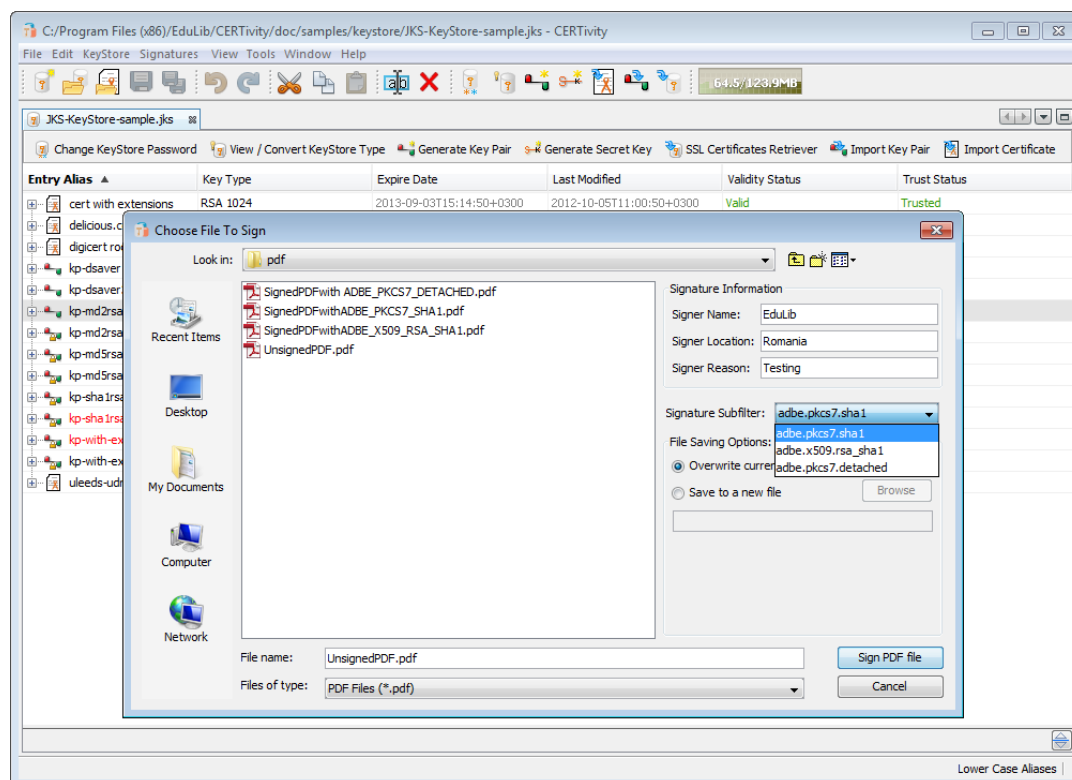 C:/Program Files (x86)/EduLib/CERTivity/doc/samples/keystore/JKS-KeyStore-sample.jks - CERTivity
File Edit KeyStore Signatures View Tools Window Help
64.5/123.9MB
JKS-KeyStore-sample.jks
Change KeyStore Password View / Convert KeyStore Type Generate Key Pair Generate Secret Key SSL Certificates Retriever Import Key Pair Import Certificate
Entry Alias Key Type Expire Date Last Modified Validity Status Trust Status
cert with extensions RSA 1024 2013-09-03T15:14:50+0300 2012-10-05T11:00:50+0300 Valid Trusted
delicious.c
digicert roo
kp-dsaver
kp-dsaver
kp-md2rsa
kp-md2rsa
kp-md5rsa
kp-md5rsa
kp-sha1rsa
kp-sha1rsa
kp-with-ex
kp-with-ex
uleeds-udr
Choose File To Sign
Look in: pdf
Recent Items
Desktop
My Documents
Computer
Network
SignedPDFwith ADBE_PKCS7_DETACHED.pdf
SignedPDFwithADBE_PKCS7_SHA1.pdf
SignedPDFwithADBE_X509_RSA_SHA1.pdf
UnsignedPDF.pdf
Signature Information
Signer Name: EduLib
Signer Location: Romania
Signer Reason: Testing
Signature Subfilter: adbe.pkcs7.sha1
adbe.pkcs7.sha1
adbe.x509.rsa_sha1
adbe.pkcs7.detached
File Saving Options:
Overwrite curren
Save to a new file Browse
File name: UnsignedPDF.pdf Sign PDF file
Files of type: PDF Files (*.pdf) Cancel
Lower Case Aliases